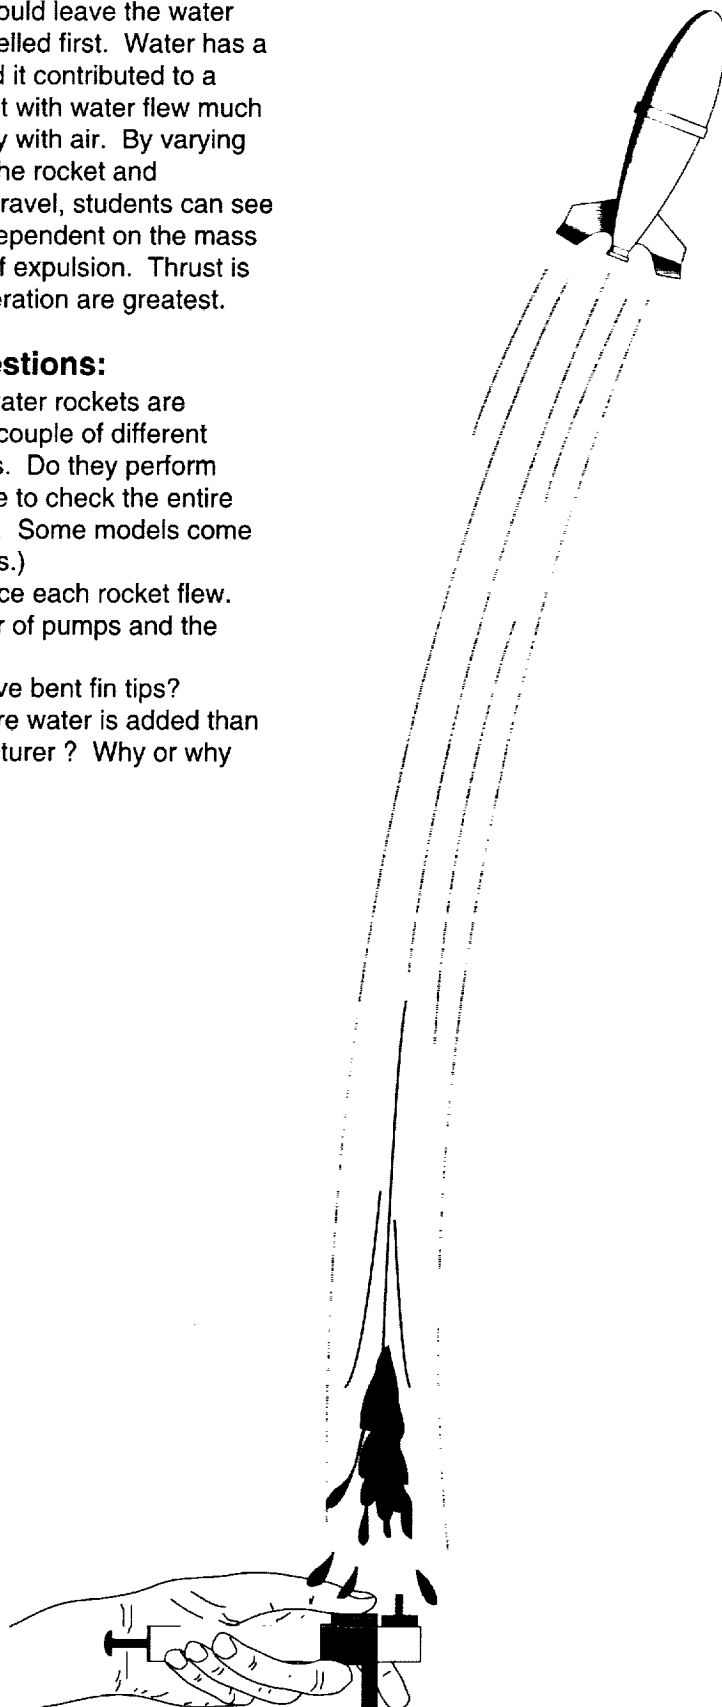 ould leave the water
elled first. Water has a
d it contributed to a
t with water flew much
y with air. By varying
he rocket and
ravel, students can see
ependent on the mass
f expulsion. Thrust is
eration are greatest.
estions:
ater rockets are
couple of different
s. Do they perform
e to check the entire
. Some models come
s.)
ce each rocket flew.
r of pumps and the
ve bent fin tips?
re water is added than
turer ? Why or why